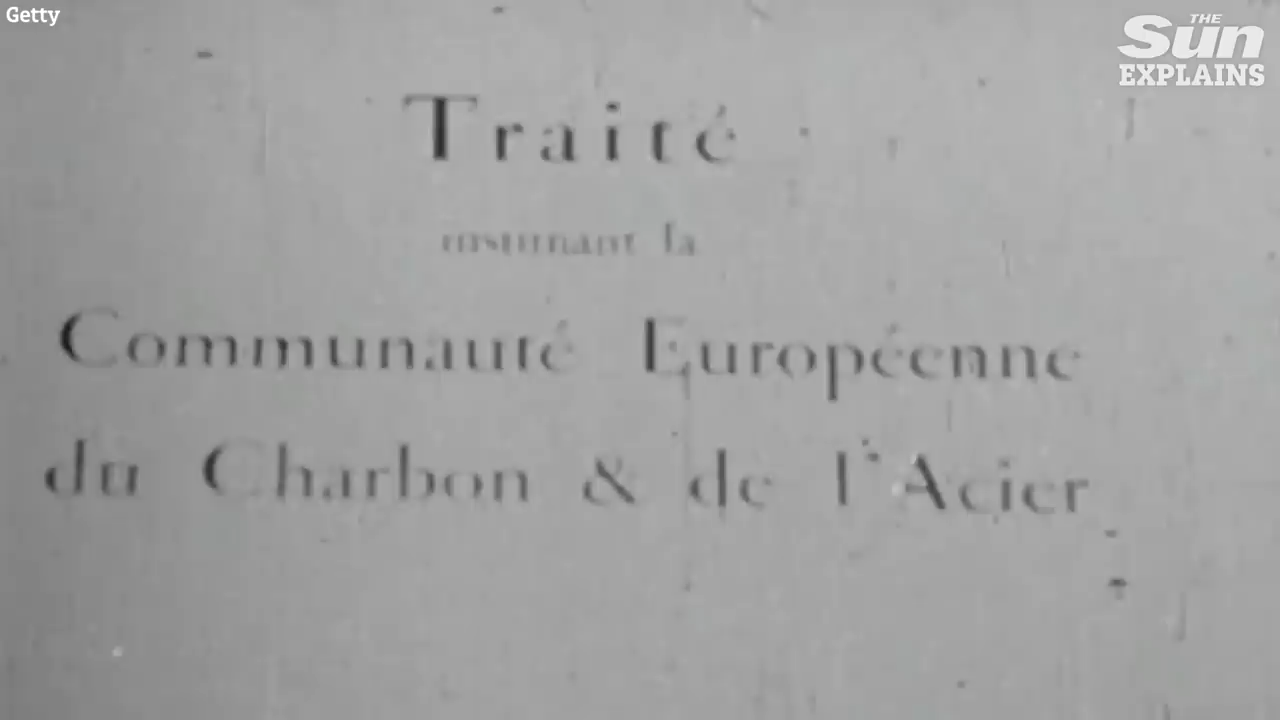 Getty
THE
Sun
EXPLAINS
Traité
instituant la
Communauté Européenne
du Charbon & de l'Acier